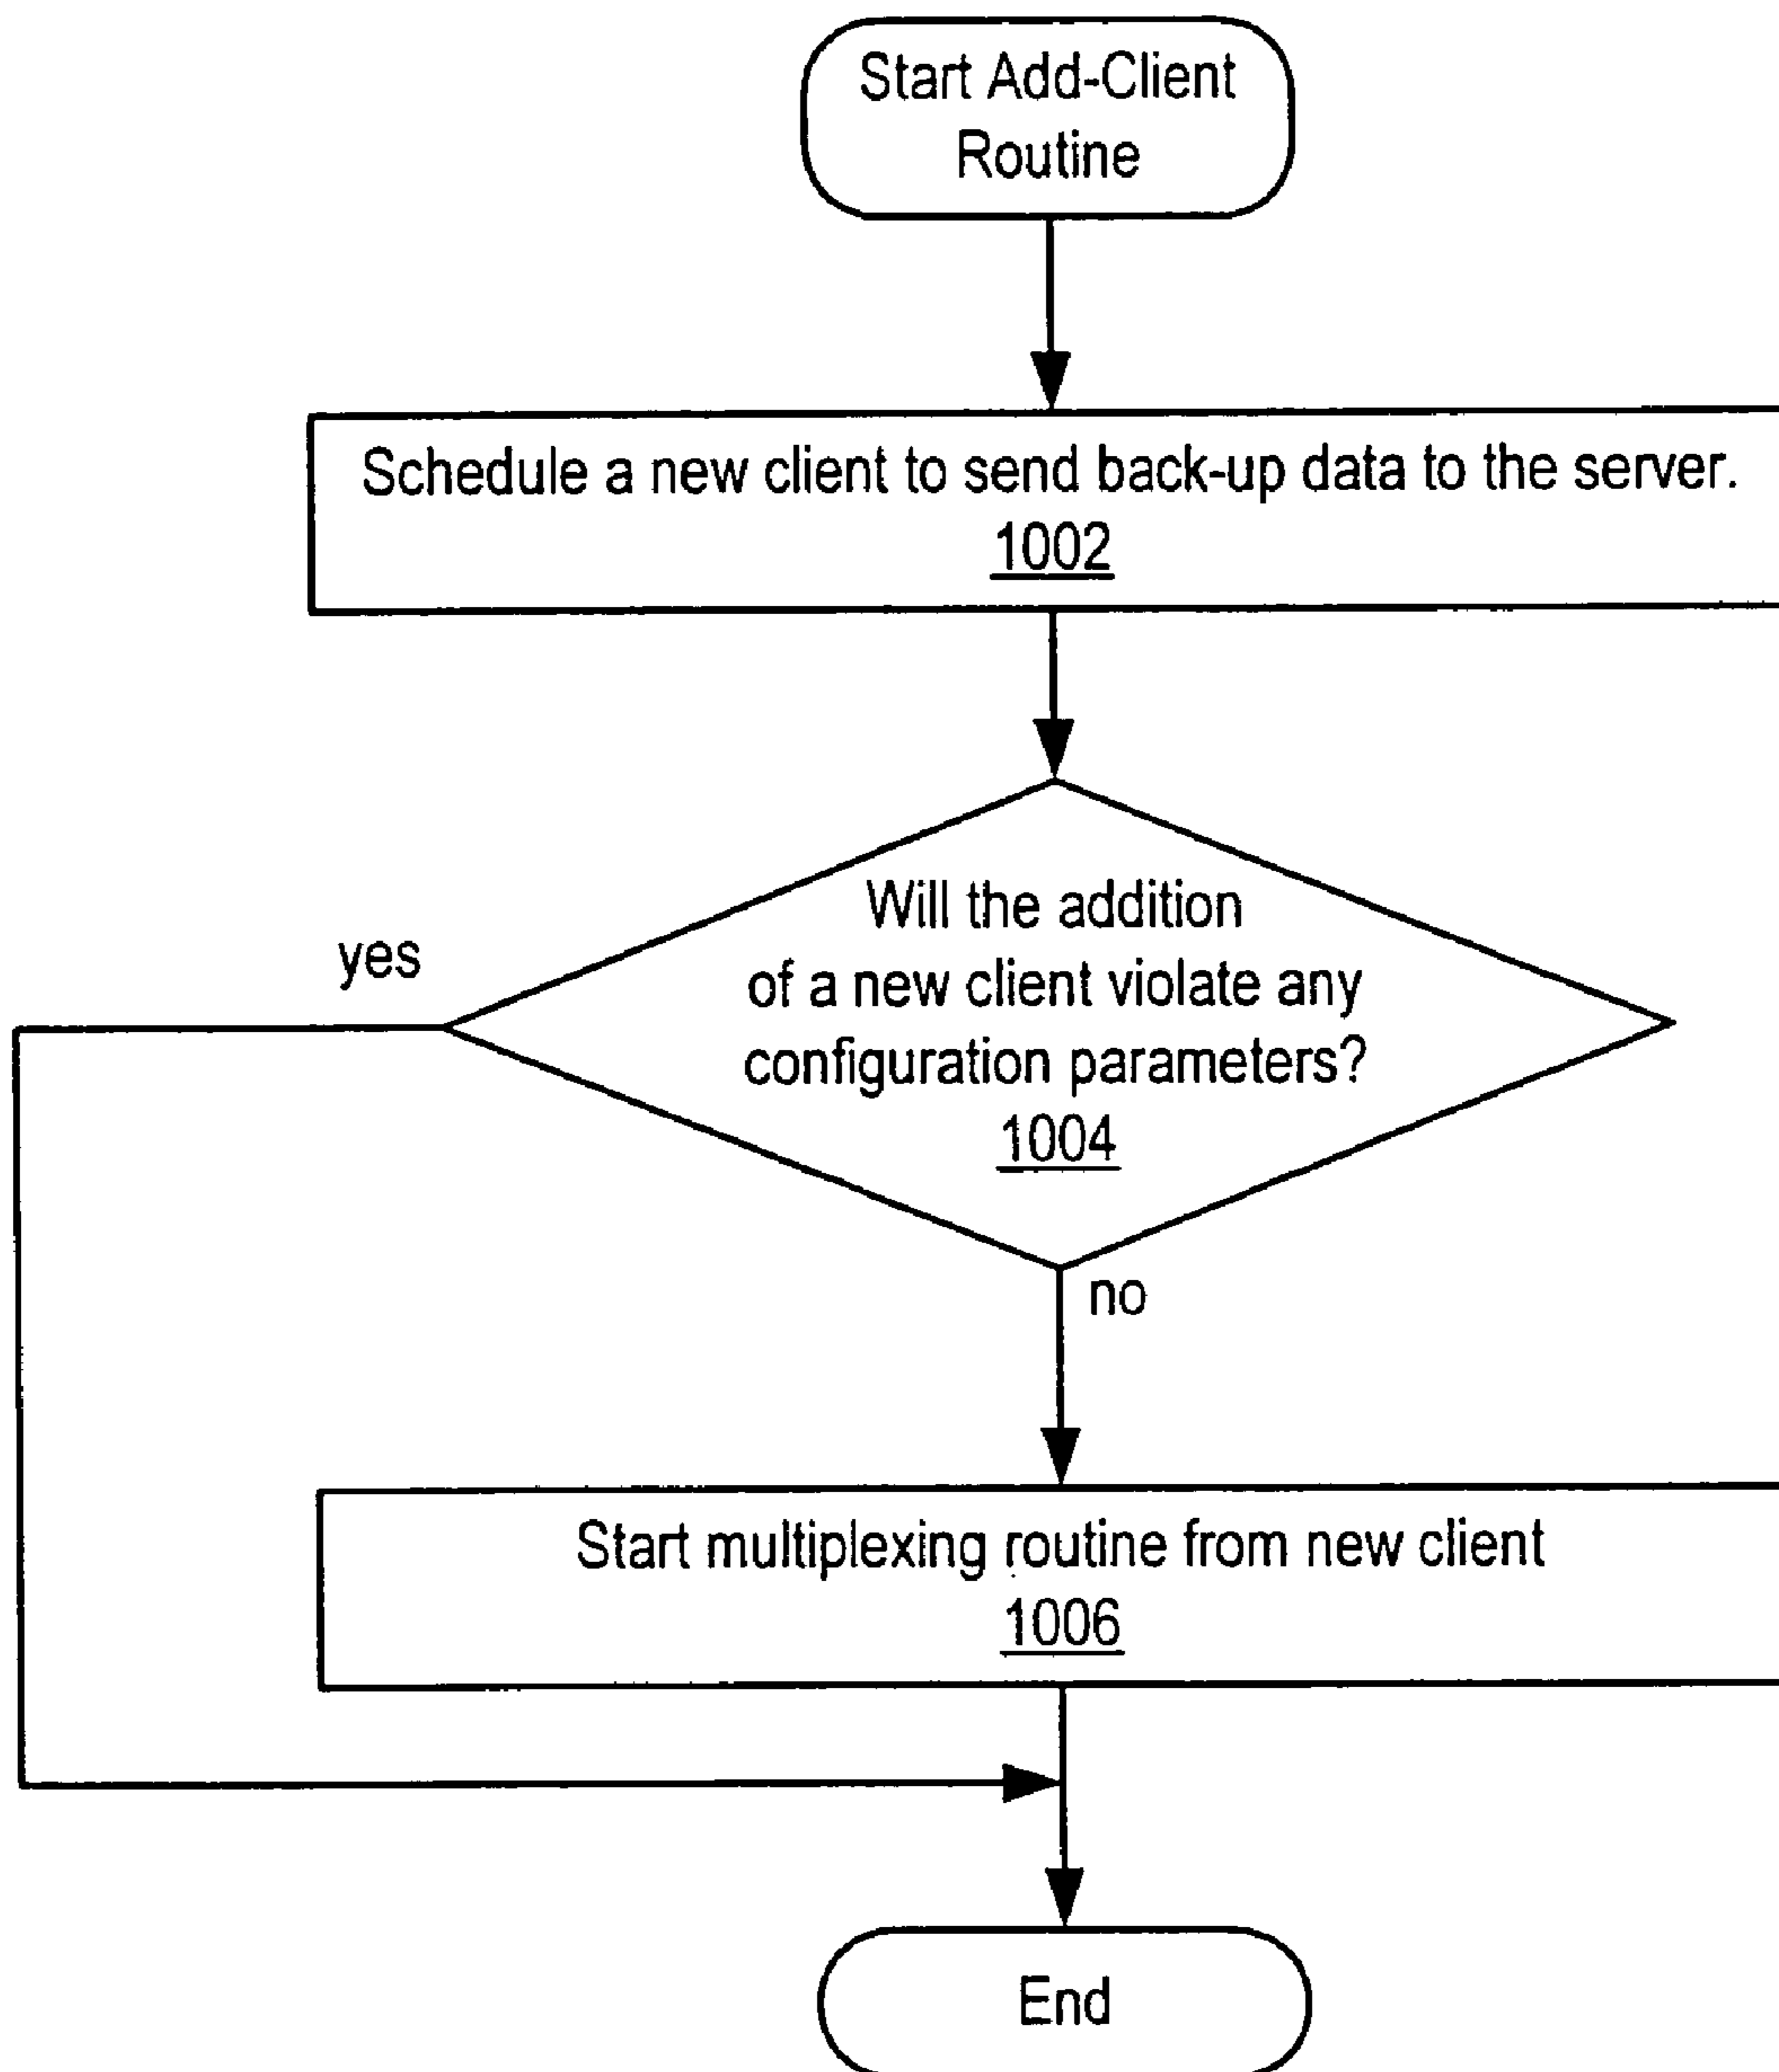 Start Add-Client
Routine
Schedule a new client to send back-up data to the server.
1002
Will the addition
of a new client violate any
configuration parameters?
1004
yes
no
Start multiplexing routine from new client
1006
End